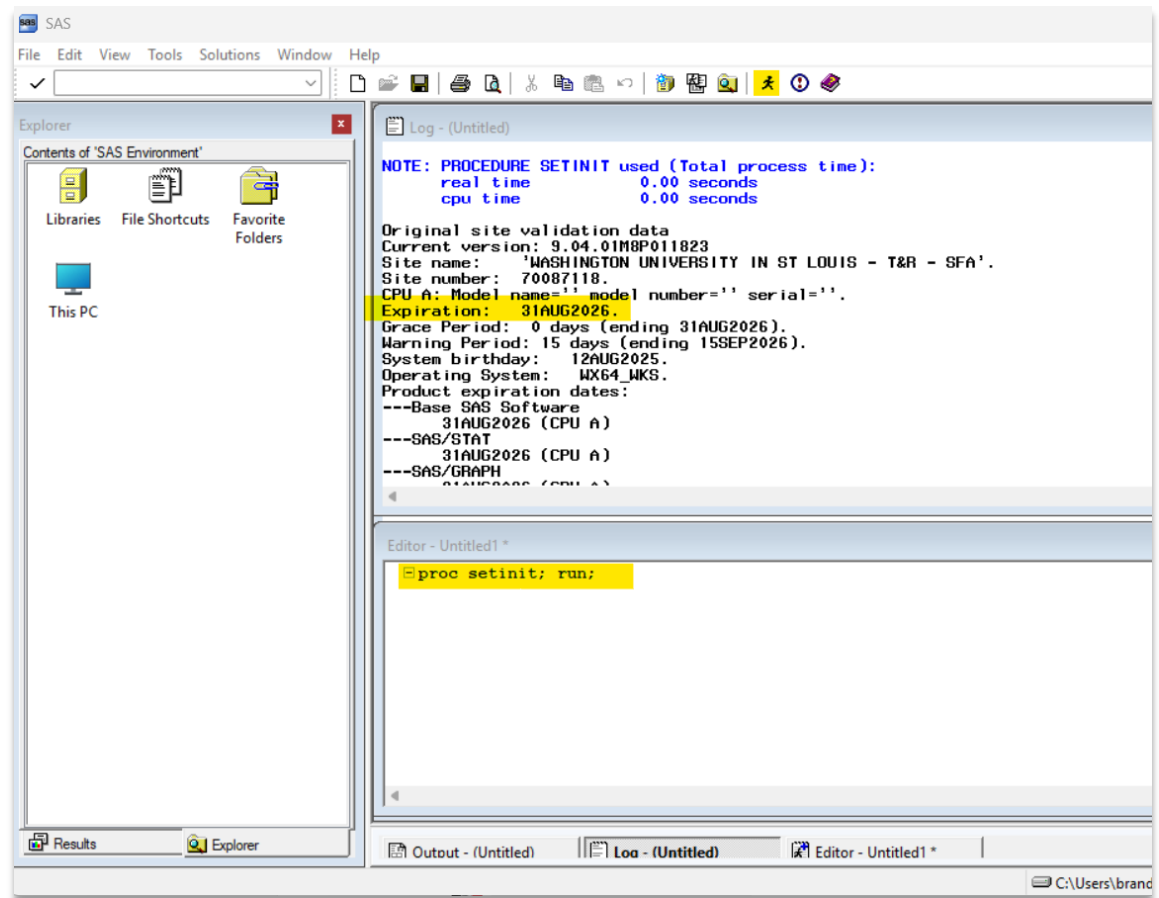 SAS
File Edit View Tools Solutions Window Help
Explorer
Contents of 'SAS Environment'
Libraries
File Shortcuts
Favorite
Folders
This PC
Results
Explorer
Log - (Untitled)
NOTE: PROCEDURE SETINIT used (Total process time):
real time 0.00 seconds
cpu time 0.00 seconds
Original site validation data
Current version: 9.04.01M8P011823
Site name: 'WASHINGTON UNIVERSITY IN ST LOUIS - T&R - SFA'.
Site number: 70087118.
CPU A: Model name='' model number='' serial=''.
Expiration: 31AUG2026.
Grace Period: 0 days (ending 31AUG2026).
Warning Period: 15 days (ending 15SEP2026).
System birthday: 12AUG2025.
Operating System: WX64_WKS.
Product expiration dates:
---Base SAS Software
31AUG2026 (CPU A)
---SAS/STAT
31AUG2026 (CPU A)
---SAS/GRAPH
31AUG2026 (CPU A)
Editor - Untitled1 *
proc setinit; run;
Output - (Untitled)
Log - (Untitled)
Editor - Untitled1 *
C:\Users\brand